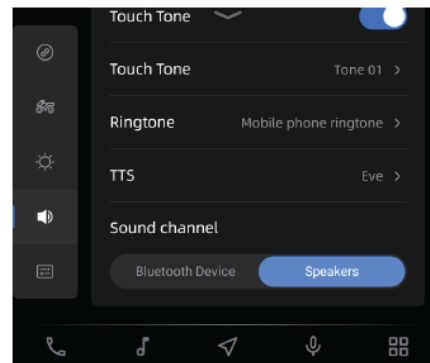 Touch Tone
Touch Tone Tone 01 >
Ringtone Mobile phone ringtone >
TTS Eve >
Sound channel
Bluetooth Device Speakers